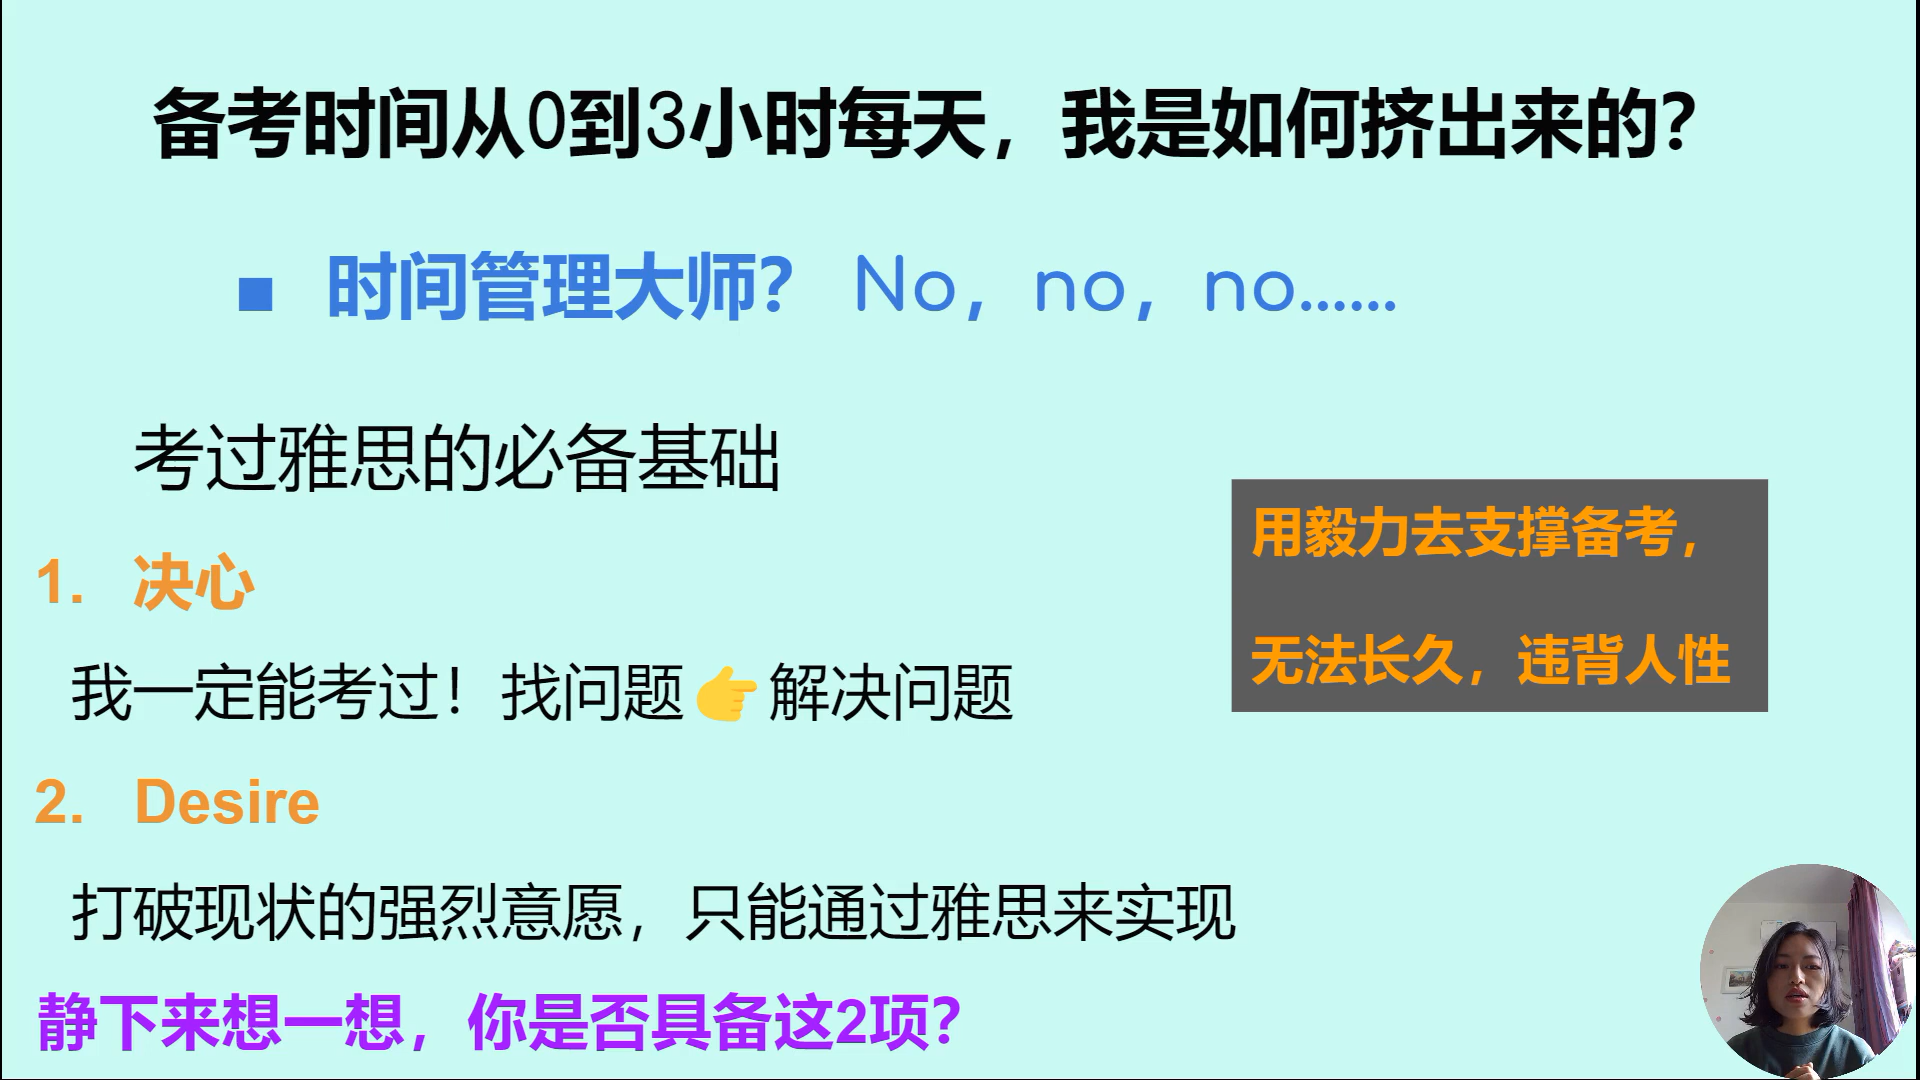 备考时间从0到3小时每天，我是如何挤出来的？
▪ 时间管理大师？ No，no，no......
考过雅思的必备基础
1. 决心
我一定能考过！找问题👉解决问题
用毅力去支撑备考，
无法长久，违背人性
2. Desire
打破现状的强烈意愿，只能通过雅思来实现
静下来想一想，你是否具备这2项？